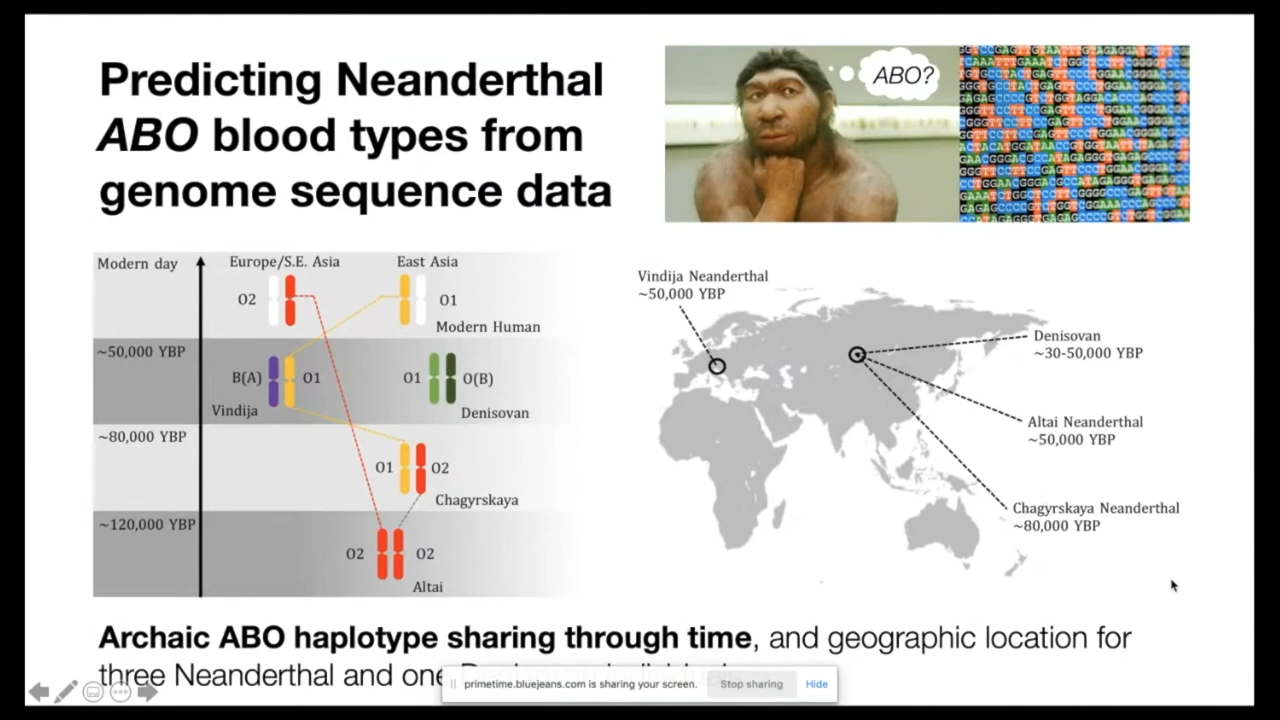 Predicting Neanderthal
ABO blood types from
genome sequence data
ABO?
Modern day
Europe/S.E. Asia
East Asia
O2
O1
Modern Human
~50,000 YBP
B(A)
O1
O1
O(B)
Vindija
Denisovan
~80,000 YBP
O1
O2
Chagyrskaya
~120,000 YBP
O2
O2
Altai
Vindija Neanderthal
~50,000 YBP
Denisovan
~30-50,000 YBP
Altai Neanderthal
~50,000 YBP
Chagyrskaya Neanderthal
~80,000 YBP
Archaic ABO haplotype sharing through time, and geographic location for
three Neanderthal and one
primetime.bluejeans.com is sharing your screen.
Stop sharing
Hide